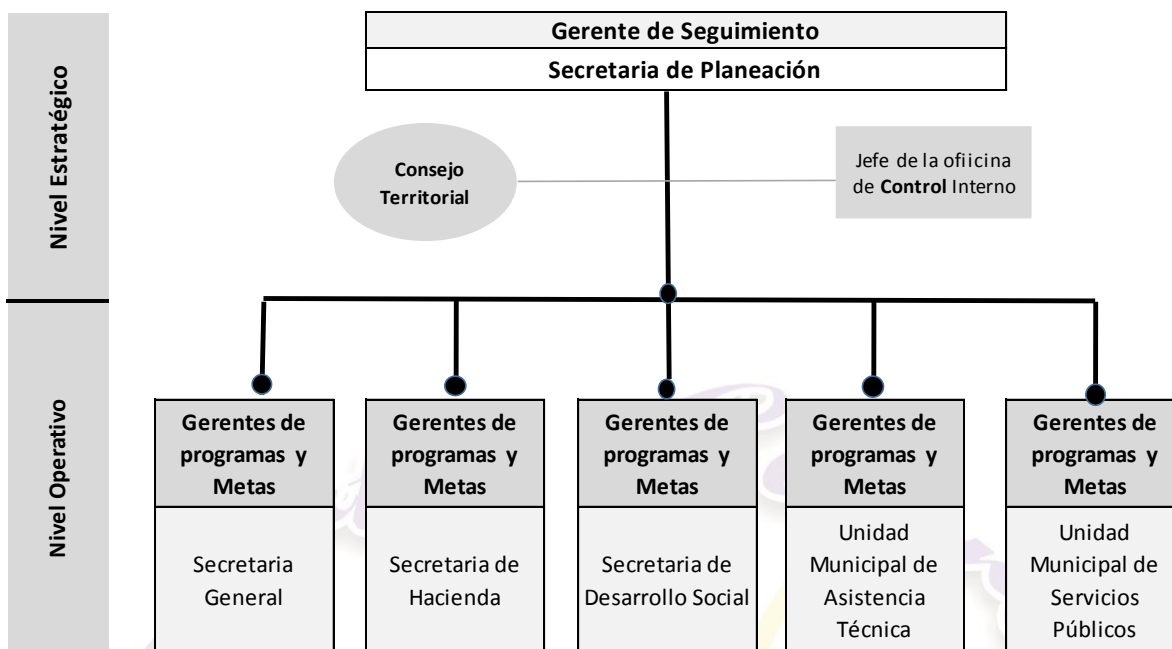 Nivel Estratégico
Gerente de Seguimiento
Secretaria de Planeación
Consejo
Territorial
Jefe de la ofiicina
de Control Interno
Nivel Operativo
Gerentes de
programas y
Metas
Secretaria
General
Gerentes de
programas y
Metas
Secretaria de
Hacienda
Gerentes de
programas y
Metas
Secretaria de
Desarrollo Social
Gerentes de
programas y
Metas
Unidad
Municipal de
Asistencia
Técnica
Gerentes de
programas y
Metas
Unidad
Municipal de
Servicios
Públicos